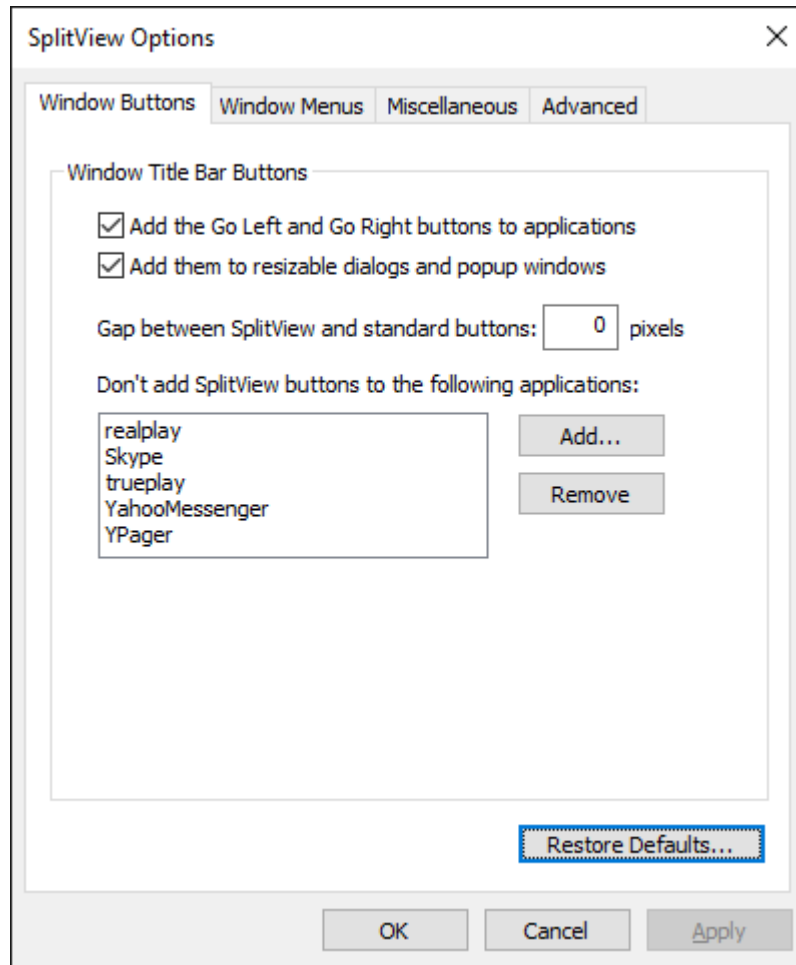 SplitView Options
Window Buttons Window Menus Miscellaneous Advanced
Window Title Bar Buttons
Add the Go Left and Go Right buttons to applications
Add them to resizable dialogs and popup windows
Gap between SplitView and standard buttons: 0 pixels
Don't add SplitView buttons to the following applications:
realplay
Skype
trueplay
YahooMessenger
YPager
Add...
Remove
Restore Defaults...
OK Cancel Apply